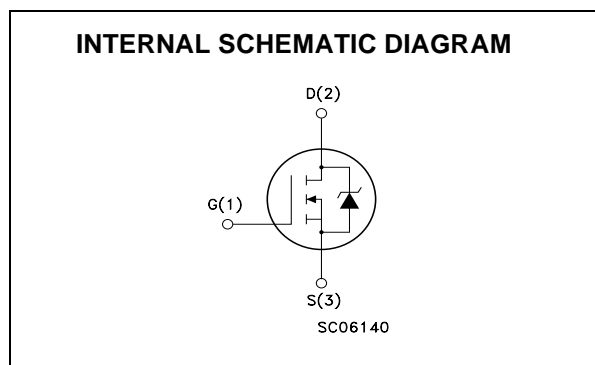 INTERNAL SCHEMATIC DIAGRAM
D(2)
G(1)
S(3)
SC06140